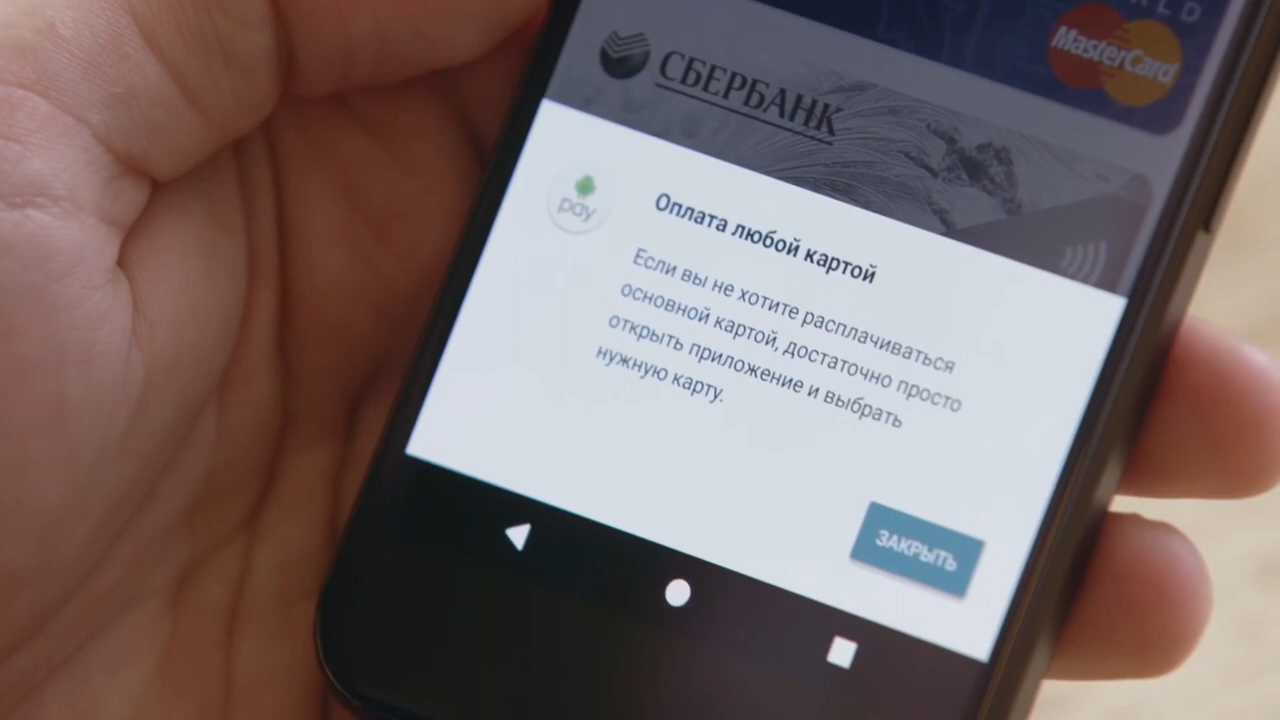 RLD
MasterCard
СБЕРБАНК
pay
Оплата любой картой
Если вы не хотите расплачиваться
основной картой, достаточно просто
открыть приложение и выбрать
нужную карту.
ЗАКРЫТЬ